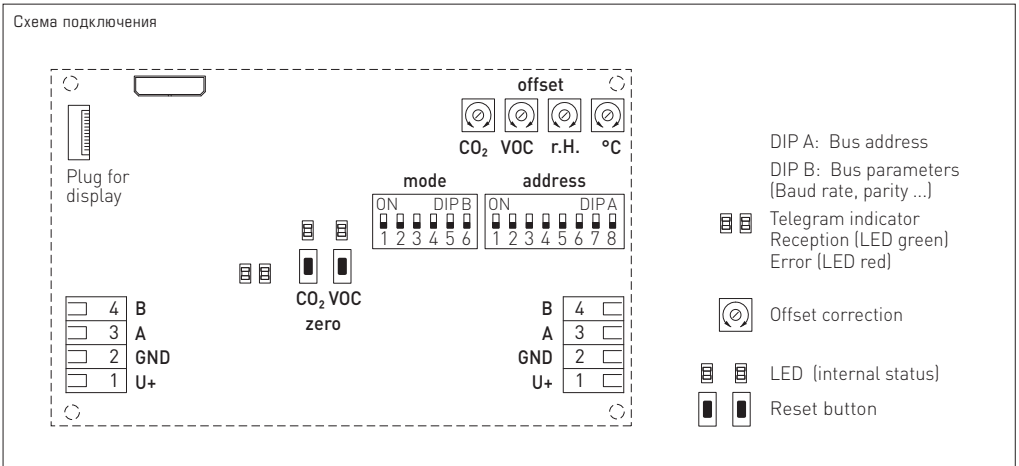 Схема подключения
offset
CO₂ VOC r.H. °C
Plug for
display
mode
ON DIP B
1 2 3 4 5 6
address
ON DIP A
1 2 3 4 5 6 7 8
CO₂ VOC
zero
4 B
3 A
2 GND
1 U+
B 4
A 3
GND 2
U+ 1
DIP A: Bus address
DIP B: Bus parameters
(Baud rate, parity ...)
Telegram indicator
Reception (LED green)
Error (LED red)
Offset correction
LED (internal status)
Reset button